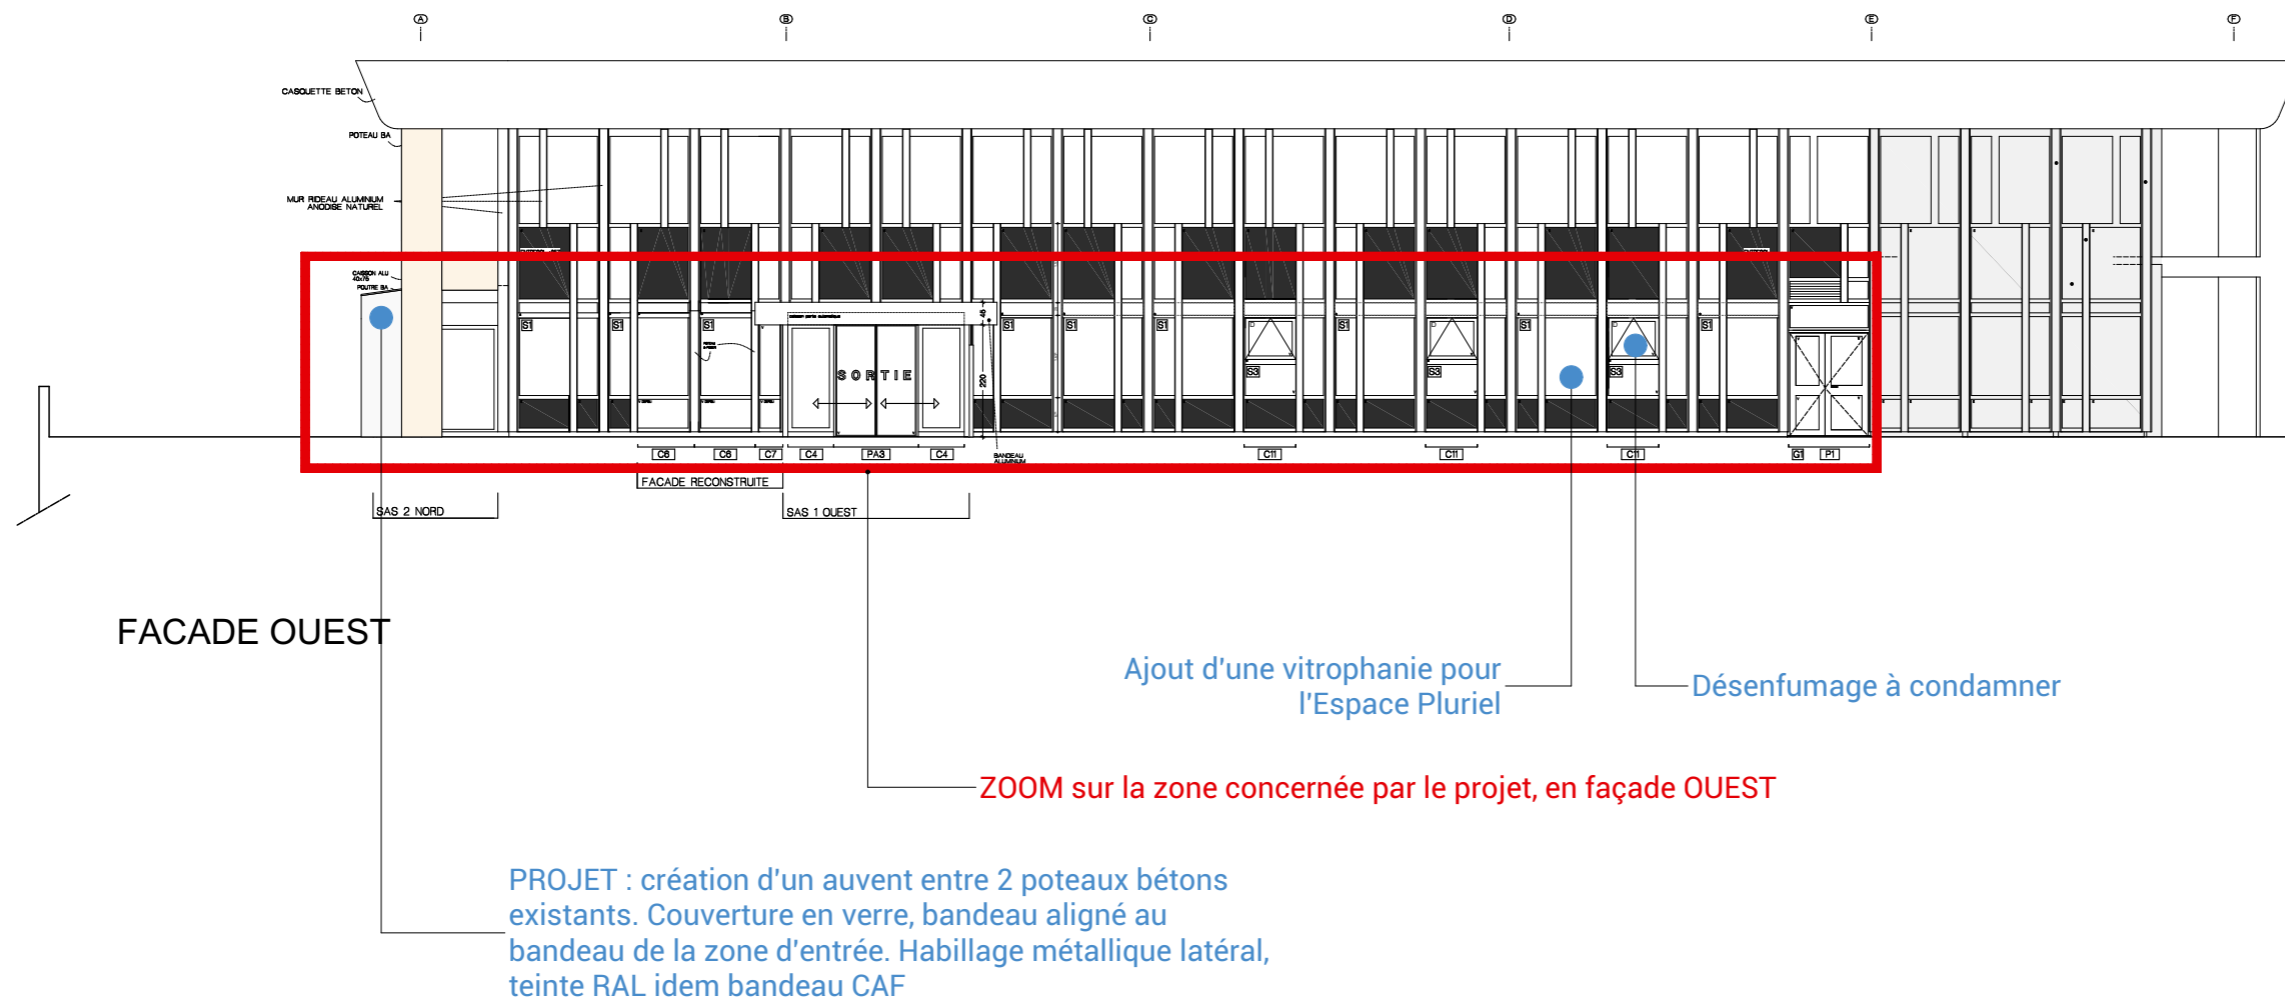 A B C D E F
CASQUETTE BETON
POTEAU BA
MUR RIDEAU ALUMINIUM
ANODISE NATUREL
CAISSON ALU
40x75
POUTRE BA
S1 S1 S1 S1 S1 S1 S1 S1 S1
45
220
SORTIE
S3 S3 S3
C6 C6 C7 C4 PA3 C4 C11 C11 C11 G1 P1
BANDEAU
ALUMINIUM
FACADE RECONSTRUITE
SAS 2 NORD
SAS 1 OUEST
FACADE OUEST
Ajout d'une vitrophanie pour
l'Espace Pluriel
Désenfumage à condamner
ZOOM sur la zone concernée par le projet, en façade OUEST
PROJET : création d'un auvent entre 2 poteaux bétons
existants. Couverture en verre, bandeau aligné au
bandeau de la zone d'entrée. Habillage métallique latéral,
teinte RAL idem bandeau CAF